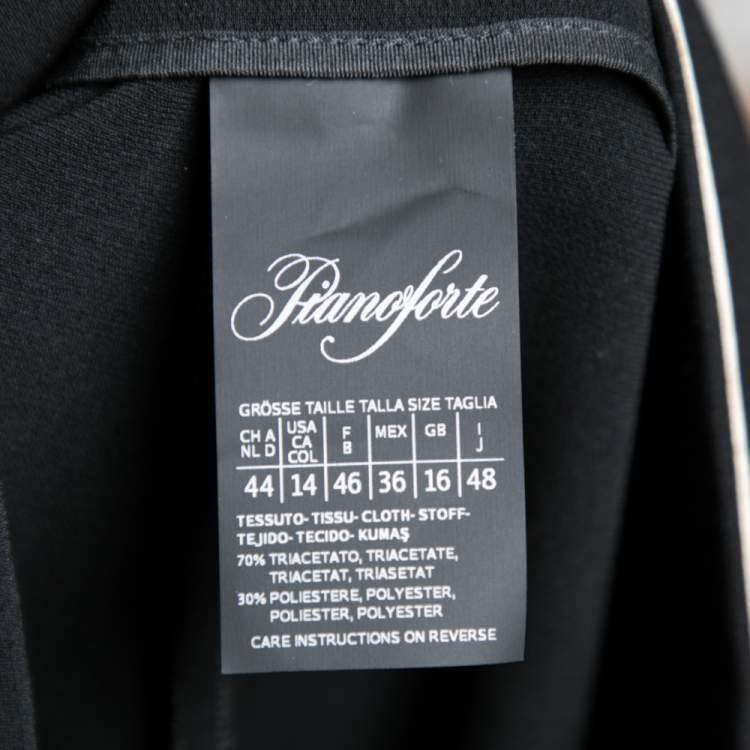 Pianoforte
GRÖSSE TAILLE TALLA SIZE TAGLIA
CH A NL D USA CA COL F B MEX GB I J
44 14 46 36 16 48
TESSUTO-TISSU-CLOTH-STOFF-
TEJIDO-TECIDO-KUMAŞ
70% TRIACETATO, TRIACETATE,
TRIACETAT, TRIASETAT
30% POLIESTERE, POLYESTER,
POLIESTER, POLYESTER
CARE INSTRUCTIONS ON REVERSE